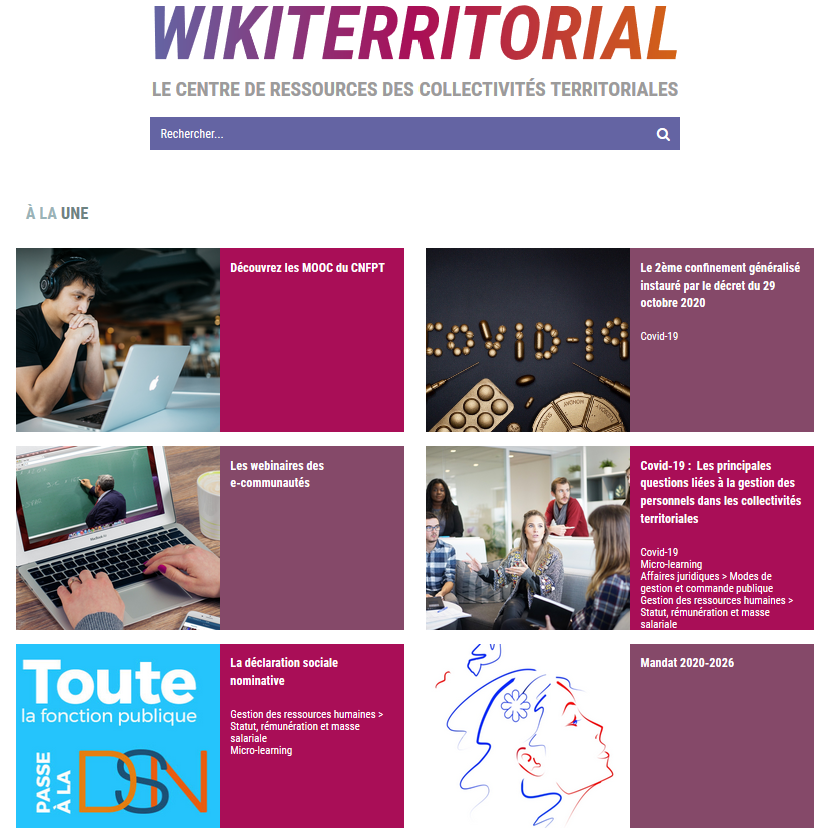 WIKITERRITORIAL
LE CENTRE DE RESSOURCES DES COLLECTIVITÉS TERRITORIALES
Rechercher...
À LA UNE
Découvrez les MOOC du CNFPT
COVID-19
Le 2ème confinement généralisé
instauré par le décret du 29
octobre 2020
Covid-19
Les webinaires des
e-communautés
Covid-19 : Les principales
questions liées à la gestion des
personnels dans les collectivités
territoriales
Covid-19
Micro-learning
Affaires juridiques > Modes de
gestion et commande publique
Gestion des ressources humaines >
Statut, rémunération et masse
salariale
Toute
la fonction publique
PASSE
À LA
DSN
La déclaration sociale
nominative
Gestion des ressources humaines >
Statut, rémunération et masse
salariale
Micro-learning
Mandat 2020-2026